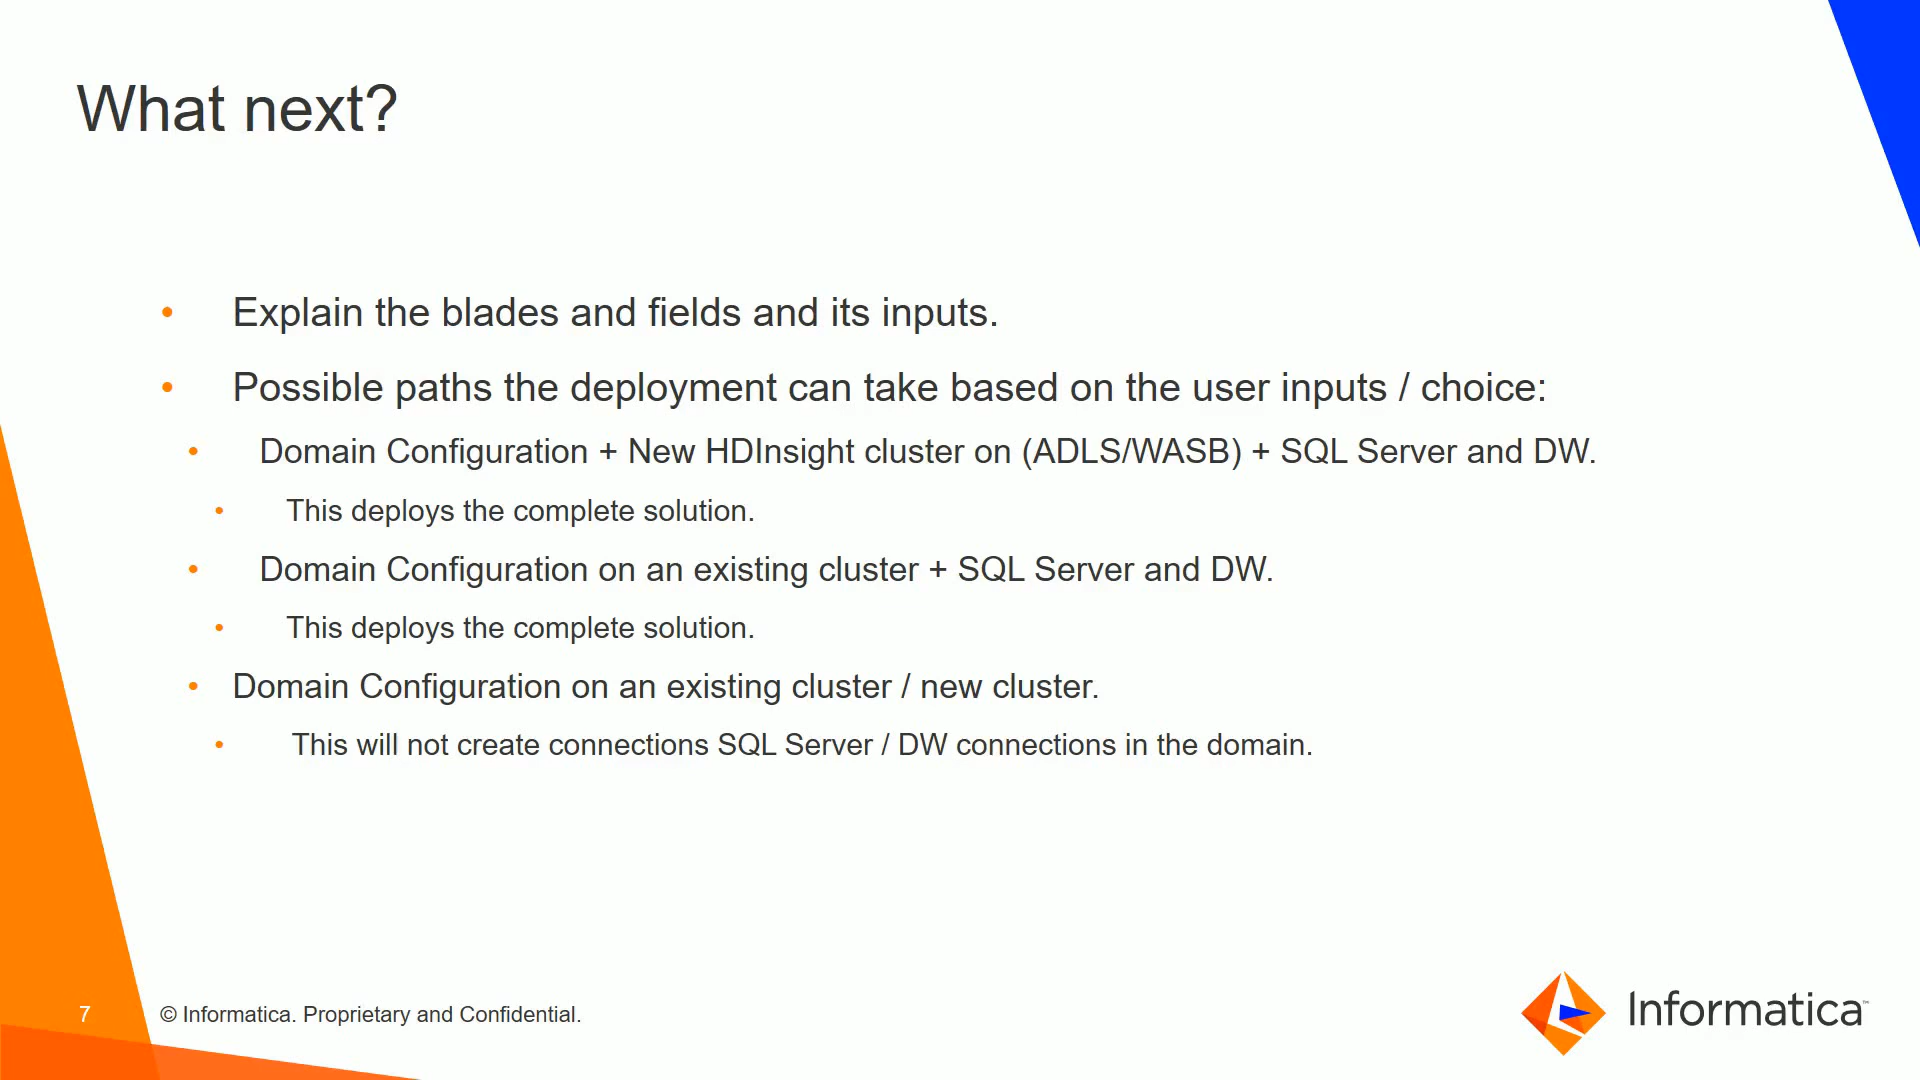 What next?
• Explain the blades and fields and its inputs.
• Possible paths the deployment can take based on the user inputs / choice:
• Domain Configuration + New HDInsight cluster on (ADLS/WASB) + SQL Server and DW.
• This deploys the complete solution.
• Domain Configuration on an existing cluster + SQL Server and DW.
• This deploys the complete solution.
• Domain Configuration on an existing cluster / new cluster.
• This will not create connections SQL Server / DW connections in the domain.
7 © Informatica. Proprietary and Confidential.
Informatica™